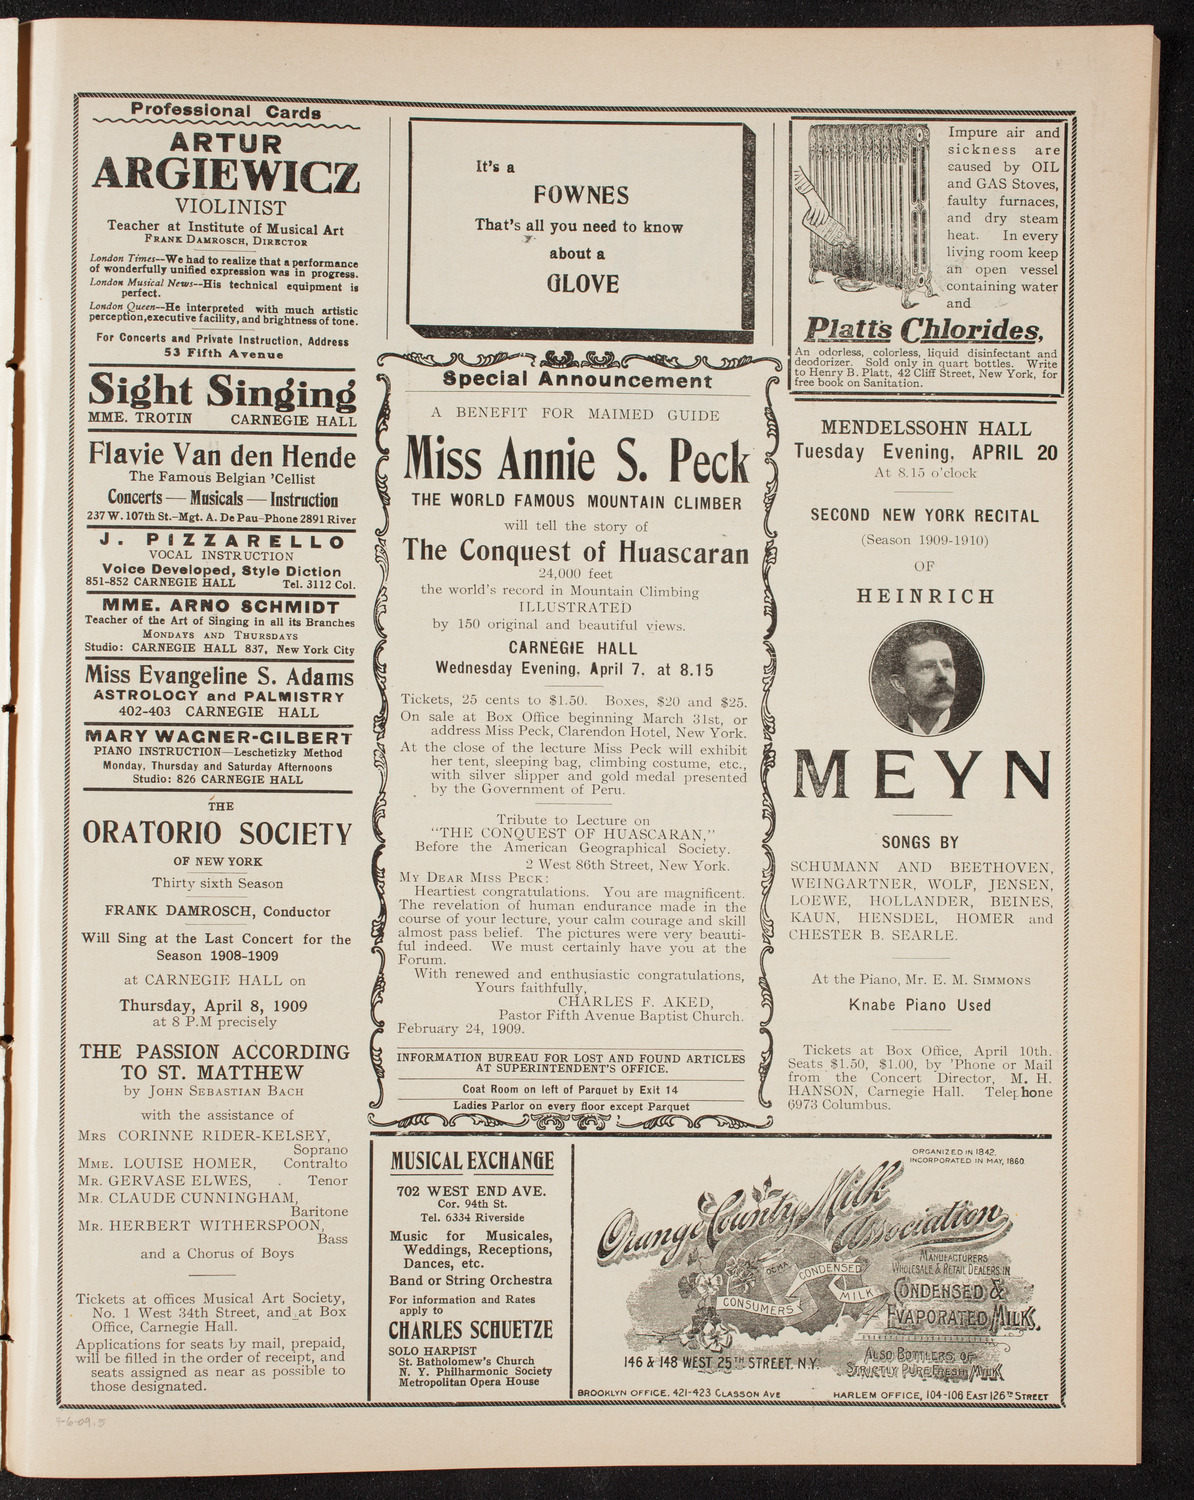 Professional Cards
ARTUR
ARGIEWICZ
VIOLINIST
Teacher at Institute of Musical Art
FRANK DAMROSCH, DIRECTOR
London Times--We had to realize that a performance
of wonderfully unified expression was in progress.
London Musical News--His technical equipment is
perfect.
London Queen--He interpreted with much artistic
perception,executive facility, and brightness of tone.
For Concerts and Private Instruction, Address
53 Fifth Avenue
Sight Singing
MME. TROTIN CARNEGIE HALL
Flavie Van den Hende
The Famous Belgian 'Cellist
Concerts — Musicals — Instruction
237 W. 107th St.–Mgt. A. De Pau–Phone 2891 River
J. PIZZARELLO
VOCAL INSTRUCTION
Voice Developed, Style Diction
851-852 CARNEGIE HALL Tel. 3112 Col.
MME. ARNO SCHMIDT
Teacher of the Art of Singing in all its Branches
MONDAYS AND THURSDAYS
Studio: CARNEGIE HALL 837, New York City
Miss Evangeline S. Adams
ASTROLOGY and PALMISTRY
402-403 CARNEGIE HALL
MARY WAGNER-GILBERT
PIANO INSTRUCTION—Leschetizky Method
Monday, Thursday and Saturday Afternoons
Studio: 826 CARNEGIE HALL
THE
ORATORIO SOCIETY
OF NEW YORK
Thirty sixth Season
FRANK DAMROSCH, Conductor
Will Sing at the Last Concert for the
Season 1908-1909
at CARNEGIE HALL on
Thursday, April 8, 1909
at 8 P.M precisely
THE PASSION ACCORDING
TO ST. MATTHEW
by JOHN SEBASTIAN BACH
with the assistance of
MRS CORINNE RIDER-KELSEY,
Soprano
MME. LOUISE HOMER, Contralto
MR. GERVASE ELWES, . Tenor
MR. CLAUDE CUNNINGHAM,
Baritone
MR. HERBERT WITHERSPOON,
Bass
and a Chorus of Boys
Tickets at offices Musical Art Society,
No. 1 West 34th Street, and at Box
Office, Carnegie Hall.
Applications for seats by mail, prepaid,
will be filled in the order of receipt, and
seats assigned as near as possible to
those designated.
It's a
FOWNES
That's all you need to know
about a
GLOVE
Special Announcement
A BENEFIT FOR MAIMED GUIDE
Miss Annie S. Peck
THE WORLD FAMOUS MOUNTAIN CLIMBER
will tell the story of
The Conquest of Huascaran
24,000 feet
the world's record in Mountain Climbing
ILLUSTRATED
by 150 original and beautiful views.
CARNEGIE HALL
Wednesday Evening, April 7, at 8.15
Tickets, 25 cents to $1.50. Boxes, $20 and $25.
On sale at Box Office beginning March 31st, or
address Miss Peck, Clarendon Hotel, New York.
At the close of the lecture Miss Peck will exhibit
her tent, sleeping bag, climbing costume, etc.,
with silver slipper and gold medal presented
by the Government of Peru.
Tribute to Lecture on
"THE CONQUEST OF HUASCARAN,"
Before the American Geographical Society.
2 West 86th Street, New York.
MY DEAR MISS PECK:
Heartiest congratulations. You are magnificent.
The revelation of human endurance made in the
course of your lecture, your calm courage and skill
almost pass belief. The pictures were very beauti-
ful indeed. We must certainly have you at the
Forum.
With renewed and enthusiastic congratulations,
Yours faithfully,
CHARLES F. AKED,
Pastor Fifth Avenue Baptist Church.
February 24, 1909.
INFORMATION BUREAU FOR LOST AND FOUND ARTICLES
AT SUPERINTENDENT'S OFFICE.
Coat Room on left of Parquet by Exit 14
Ladies Parlor on every floor except Parquet
Impure air and
sickness are
caused by OIL
and GAS Stoves,
faulty furnaces,
and dry steam
heat. In every
living room keep
an open vessel
containing water
and
Platt's Chlorides,
An odorless, colorless, liquid disinfectant and
deodorizer. Sold only in quart bottles. Write
to Henry B. Platt, 42 Cliff Street, New York, for
free book on Sanitation.
MENDELSSOHN HALL
Tuesday Evening, APRIL 20
At 8.15 o'clock
SECOND NEW YORK RECITAL
(Season 1909-1910)
OF
HEINRICH
MEYN
SONGS BY
SCHUMANN AND BEETHOVEN,
WEINGARTNER, WOLF, JENSEN,
LOEWE, HOLLANDER, BEINES,
KAUN, HENSDEL, HOMER and
CHESTER B. SEARLE.
At the Piano, Mr. E. M. SIMMONS
Knabe Piano Used
Tickets at Box Office, April 10th.
Seats $1.50, $1.00, by 'Phone or Mail
from the Concert Director, M. H.
HANSON, Carnegie Hall. Telephone
6973 Columbus.
MUSICAL EXCHANGE
702 WEST END AVE.
Cor. 94th St.
Tel. 6334 Riverside
Music for Musicales,
Weddings, Receptions,
Dances, etc.
Band or String Orchestra
For information and Rates
apply to
CHARLES SCHUETZE
SOLO HARPIST
St. Batholomew's Church
N. Y. Philharmonic Society
Metropolitan Opera House
ORGANIZED IN 1842.
INCORPORATED IN MAY, 1860.
Orange County Milk
Association
MANUFACTURERS
WHOLESALE & RETAIL DEALERS IN
CONDENSED &
EVAPORATED MILKS.
CONSUMERS CONDENSED MILK
ALSO BOTTLERS OF
STRICTLY PURE FRESH MILK
146 & 148 WEST 25TH STREET, N.Y.
BROOKLYN OFFICE, 421-423 CLASSON AVE HARLEM OFFICE, 104-106 EAST 126TH STREET
4-6-09.5